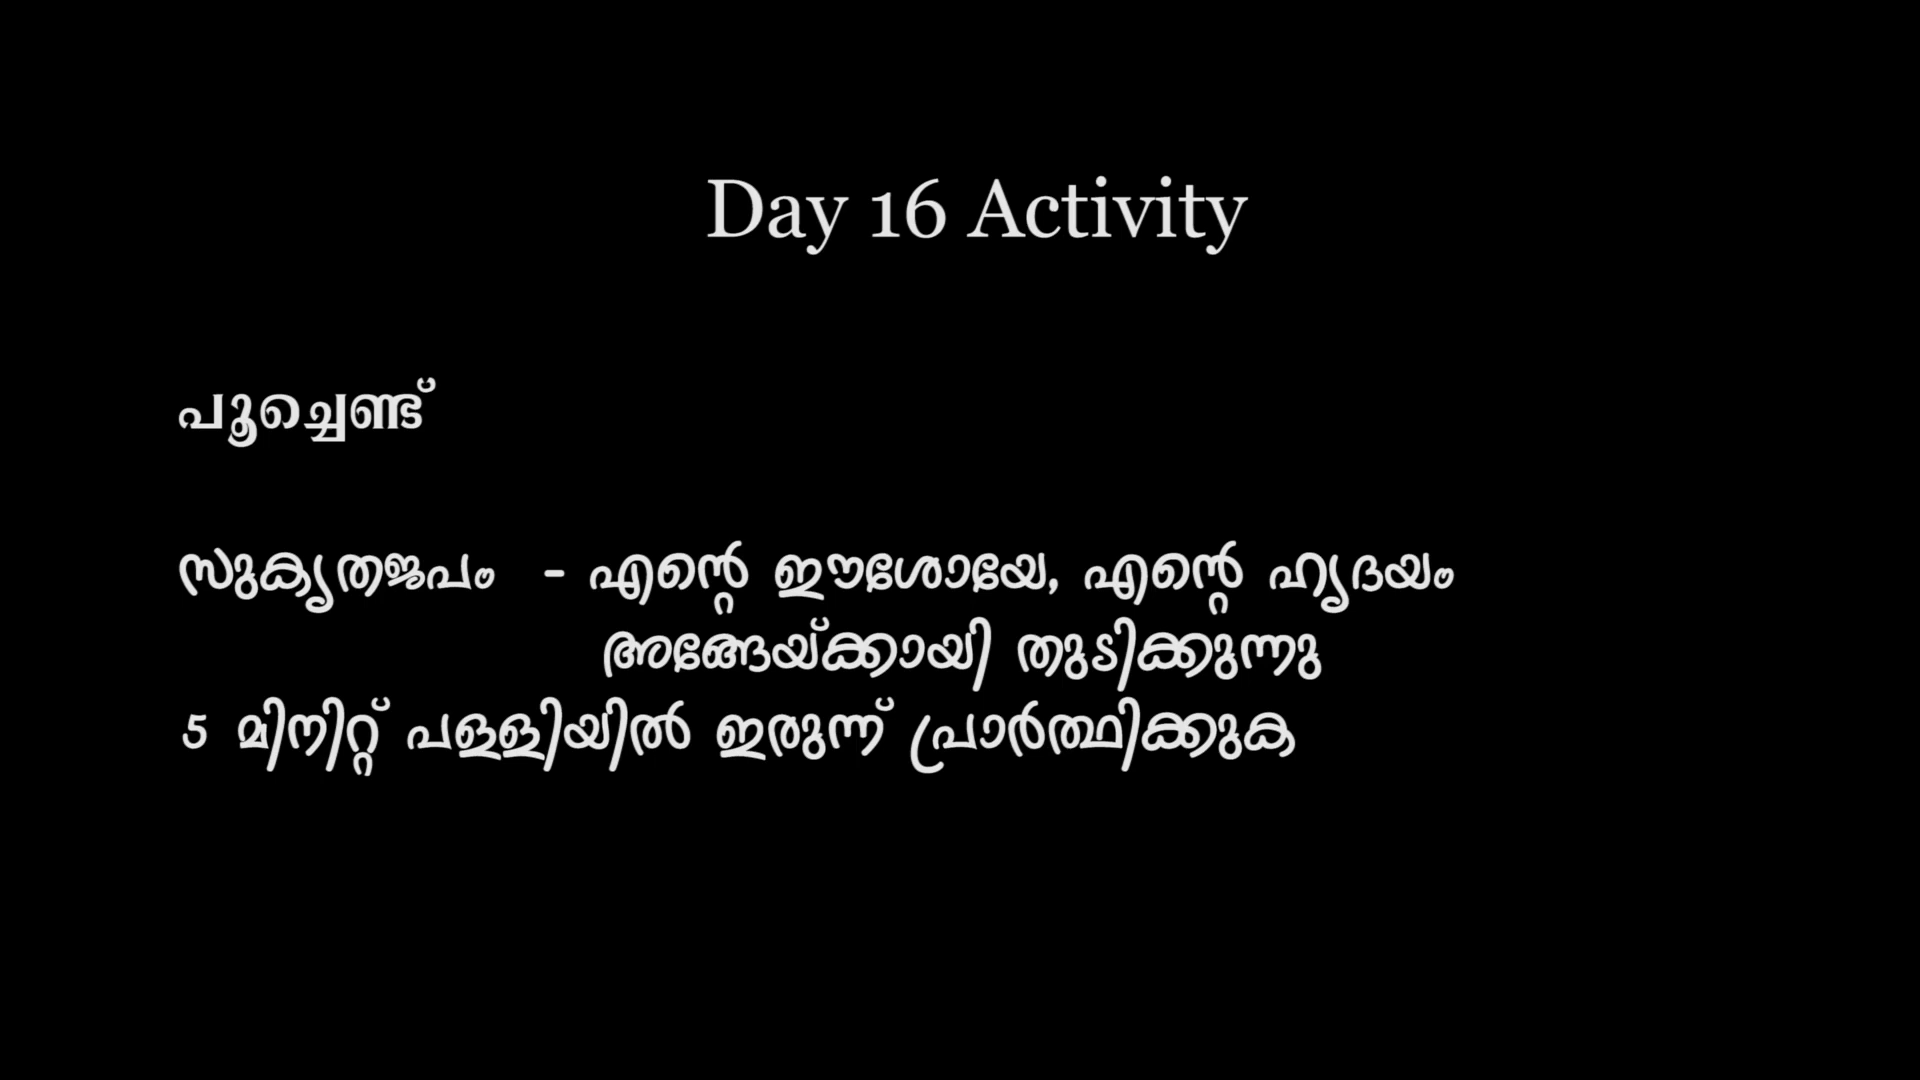 Day 16 Activity
പൂച്ചെണ്ട്
സുകൃതജപം - എന്റെ ഈശോയേ, എന്റെ ഹൃദയം
അങ്ങേയ്ക്കായി തുടിക്കുന്നു
5 മിനിറ്റ് പള്ളിയിൽ ഇരുന്ന് പ്രാർത്ഥിക്കുക